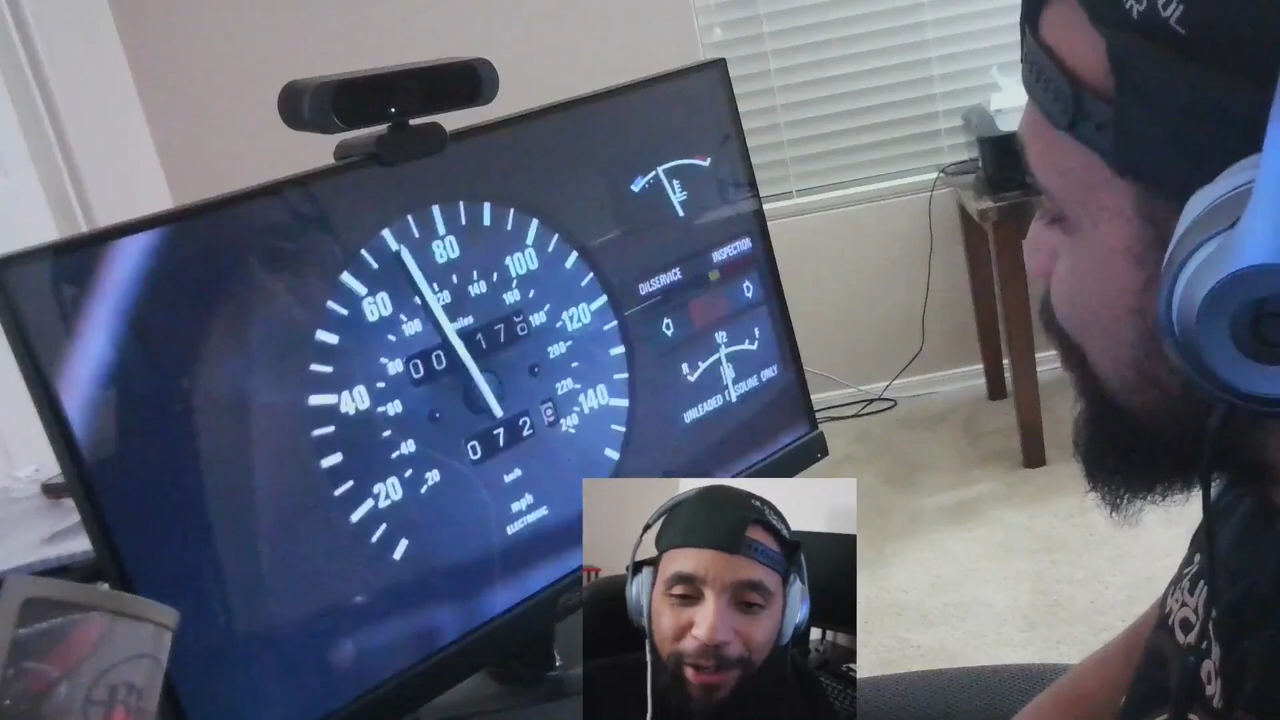 80
100
60
120
140
40
20
120
140
160
100
180
miles
80
200
60
220
40
240
20
00 178
072
km/h
mph
ELECTRONIC
INSPECTION
OILSERVICE
1/2
F
R
UNLEADED GASOLINE ONLY